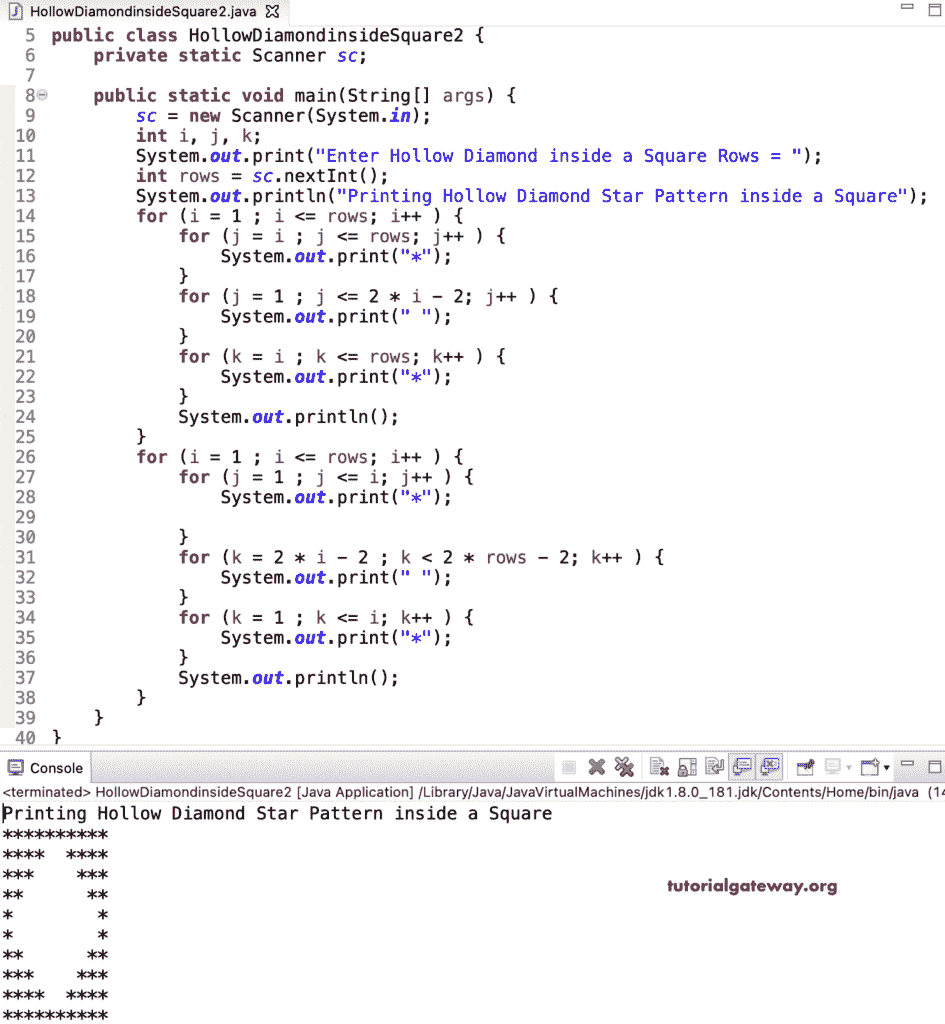 HollowDiamondinsideSquare2.java
5 public class HollowDiamondinsideSquare2 {
6     private static Scanner sc;
7
8     public static void main(String[] args) {
9         sc = new Scanner(System.in);
10         int i, j, k;
11         System.out.print("Enter Hollow Diamond inside a Square Rows = ");
12         int rows = sc.nextInt();
13         System.out.println("Printing Hollow Diamond Star Pattern inside a Square");
14         for (i = 1 ; i <= rows; i++ ) {
15             for (j = i ; j <= rows; j++ ) {
16                 System.out.print("*");
17             }
18             for (j = 1 ; j <= 2 * i - 2; j++ ) {
19                 System.out.print(" ");
20             }
21             for (k = i ; k <= rows; k++ ) {
22                 System.out.print("*");
23             }
24             System.out.println();
25         }
26         for (i = 1 ; i <= rows; i++ ) {
27             for (j = 1 ; j <= i; j++ ) {
28                 System.out.print("*");
29
30             }
31             for (k = 2 * i - 2 ; k < 2 * rows - 2; k++ ) {
32                 System.out.print(" ");
33             }
34             for (k = 1 ; k <= i; k++ ) {
35                 System.out.print("*");
36             }
37             System.out.println();
38         }
39     }
40 }
Console
<terminated> HollowDiamondinsideSquare2 [Java Application] /Library/Java/JavaVirtualMachines/jdk1.8.0_181.jdk/Contents/Home/bin/java (14
Printing Hollow Diamond Star Pattern inside a Square
**********
****  ****
***    ***
**      **
*        *
*        *
**      **
***    ***
****  ****
**********
tutorialgateway.org